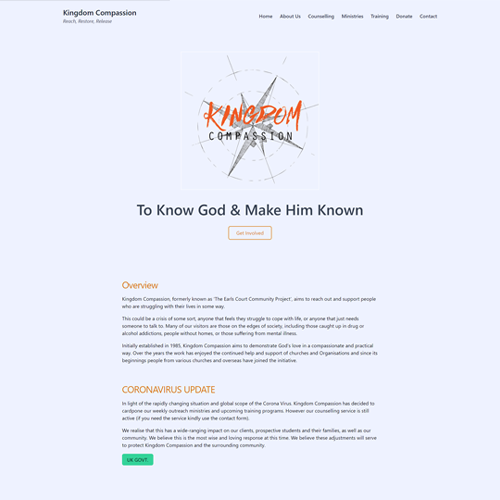 Kingdom Compassion
Reach, Restore, Release
Home About Us Counselling Ministries Training Donate Contact
KINGDOM
COMPASSION
To Know God & Make Him Known
Get Involved
Overview
Kingdom Compassion, formerly known as 'The Earls Court Community Project', aims to reach out and support people
who are struggling with their lives in some way.
This could be a crisis of some sort, anyone that feels they struggle to cope with life, or anyone that just needs
someone to talk to. Many of our visitors are those on the edges of society, including those caught up in drug or
alcohol addictions, people without homes, or those suffering from mental illness.
Initially established in 1985, Kingdom Compassion aims to demonstrate God's love in a compassionate and practical
way. Over the years the work has enjoyed the continued help and support of churches and Organisations and since its
beginnings people from various churches and overseas have joined the initiative.
CORONAVIRUS UPDATE
In light of the rapidly changing situation and global scope of the Corona Virus. Kingdom Compassion has decided to
cardpone our weekly outreach ministries and upcoming training programs. However our counselling service is still
active (if you need the service kindly use the contact form).
We realise that this has a wide-ranging impact on our clients, prospective students and their families, as well as our
community. We believe this is the most wise and loving response at this time. We believe these adjustments will serve
to protect Kingdom Compassion and the surrounding community.
UK GOVT.